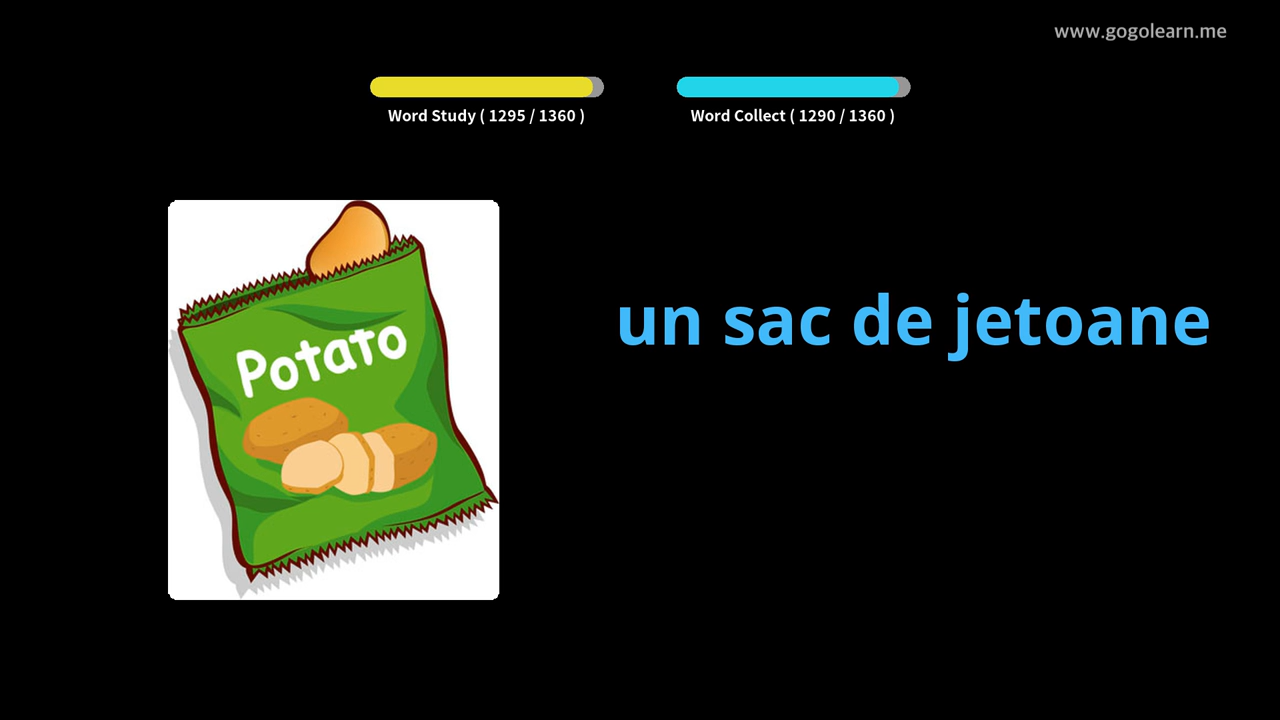 www.gogolearn.me
Word Study ( 1295 / 1360 )
Word Collect ( 1290 / 1360 )
Potato
un sac de jetoane